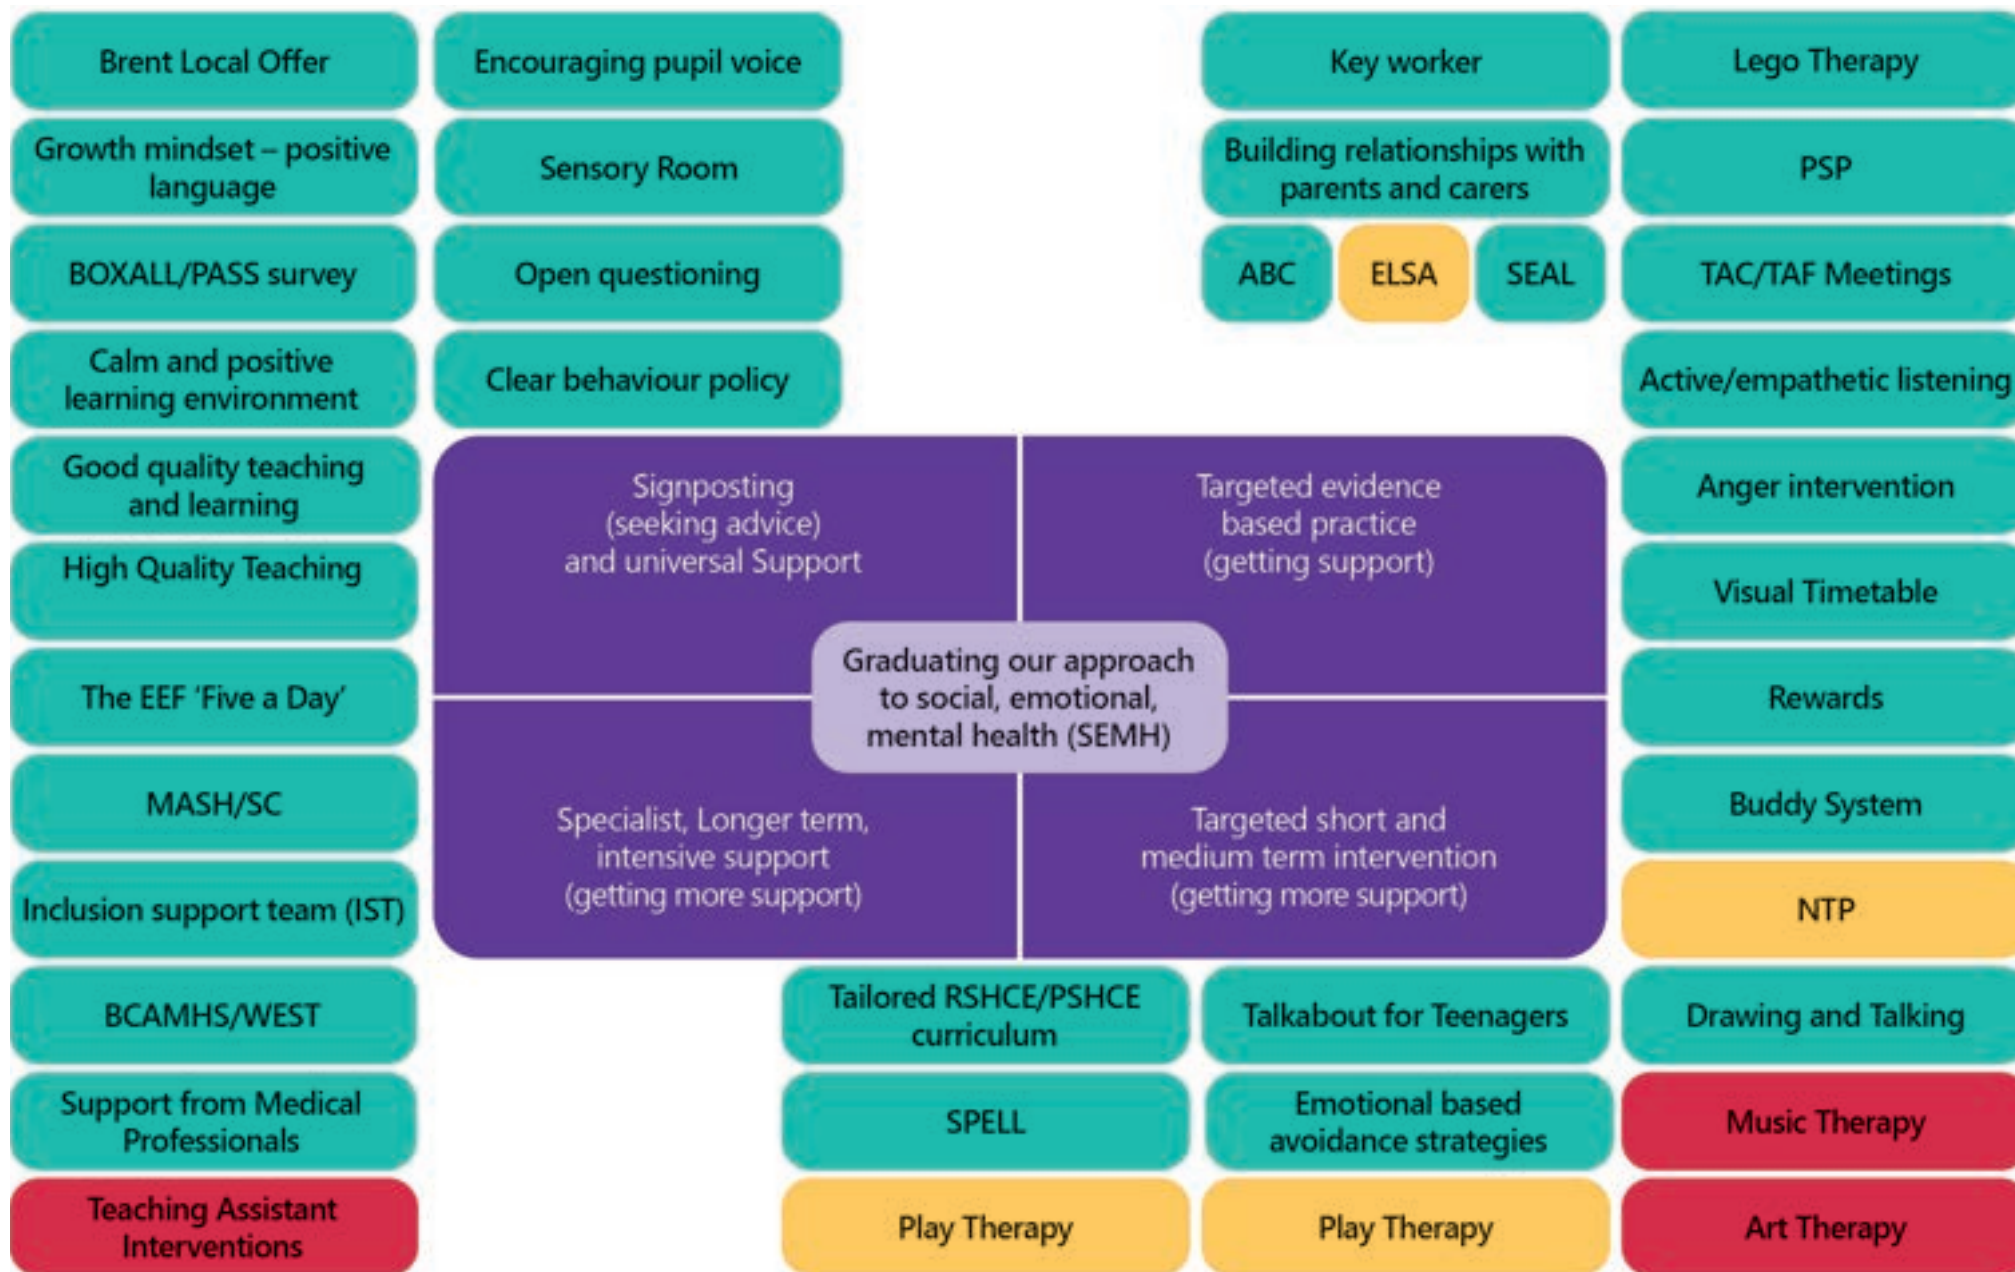 Brent Local Offer
Encouraging pupil voice
Key worker
Lego Therapy
Growth mindset – positive
language
Sensory Room
Building relationships with
parents and carers
PSP
BOXALL/PASS survey
Open questioning
ABC
ELSA
SEAL
TAC/TAF Meetings
Calm and positive
learning environment
Clear behaviour policy
Active/empathetic listening
Good quality teaching
and learning
Signposting
(seeking advice)
and universal Support
Targeted evidence
based practice
(getting support)
Anger intervention
High Quality Teaching
Visual Timetable
Graduating our approach
to social, emotional,
mental health (SEMH)
The EEF ‘Five a Day’
Rewards
MASH/SC
Specialist, Longer term,
intensive support
(getting more support)
Targeted short and
medium term intervention
(getting more support)
Buddy System
Inclusion support team (IST)
NTP
BCAMHS/WEST
Tailored RSHCE/PSHCE
curriculum
Talkabout for Teenagers
Drawing and Talking
Support from Medical
Professionals
SPELL
Emotional based
avoidance strategies
Music Therapy
Teaching Assistant
Interventions
Play Therapy
Play Therapy
Art Therapy